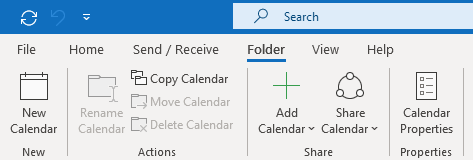 Search
File Home Send / Receive Folder View Help
New Calendar
Rename Calendar
Copy Calendar
Move Calendar
Delete Calendar
Add Calendar
Share Calendar
Calendar Properties
New Actions Share Properties